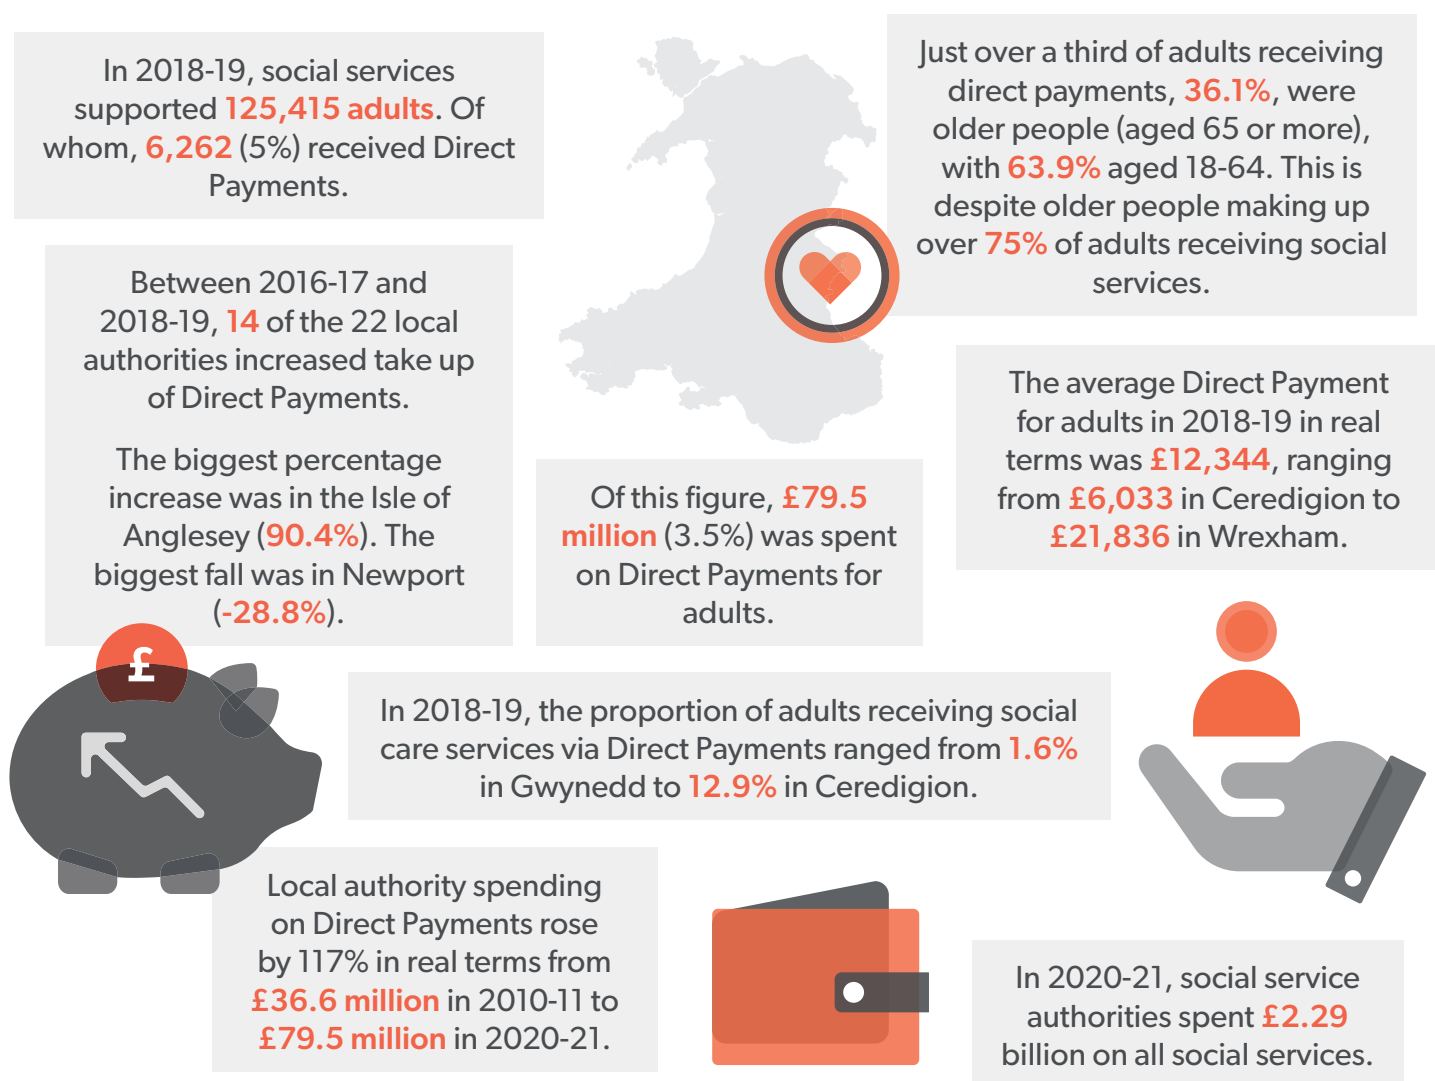 In 2018-19, social services
supported 125,415 adults. Of
whom, 6,262 (5%) received Direct
Payments.
Just over a third of adults receiving
direct payments, 36.1%, were
older people (aged 65 or more),
with 63.9% aged 18-64. This is
despite older people making up
over 75% of adults receiving social
services.
Between 2016-17 and
2018-19, 14 of the 22 local
authorities increased take up
of Direct Payments.
The biggest percentage
increase was in the Isle of
Anglesey (90.4%). The
biggest fall was in Newport
(-28.8%).
Of this figure, £79.5
million (3.5%) was spent
on Direct Payments for
adults.
The average Direct Payment
for adults in 2018-19 in real
terms was £12,344, ranging
from £6,033 in Ceredigion to
£21,836 in Wrexham.
£
In 2018-19, the proportion of adults receiving social
care services via Direct Payments ranged from 1.6%
in Gwynedd to 12.9% in Ceredigion.
Local authority spending
on Direct Payments rose
by 117% in real terms from
£36.6 million in 2010-11 to
£79.5 million in 2020-21.
In 2020-21, social service
authorities spent £2.29
billion on all social services.